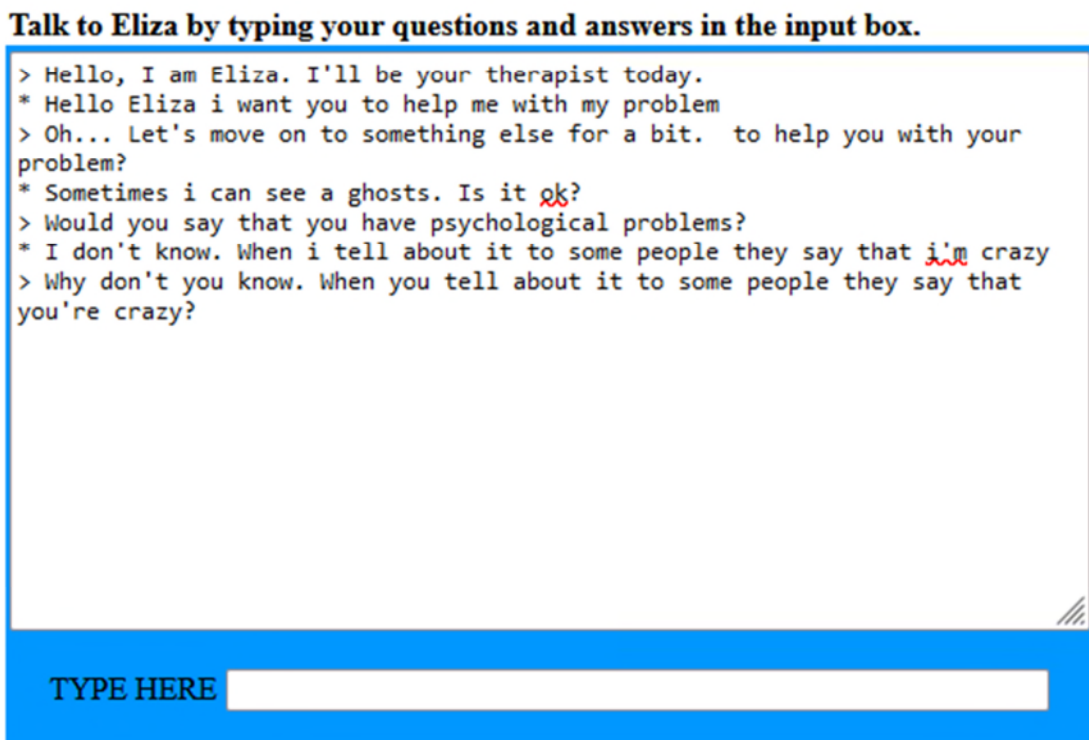 Talk to Eliza by typing your questions and answers in the input box.
> Hello, I am Eliza. I'll be your therapist today.
* Hello Eliza i want you to help me with my problem
> Oh... Let's move on to something else for a bit.  to help you with your
problem?
* Sometimes i can see a ghosts. Is it ok?
> Would you say that you have psychological problems?
* I don't know. When i tell about it to some people they say that i'm crazy
> Why don't you know. When you tell about it to some people they say that
you're crazy?
TYPE HERE